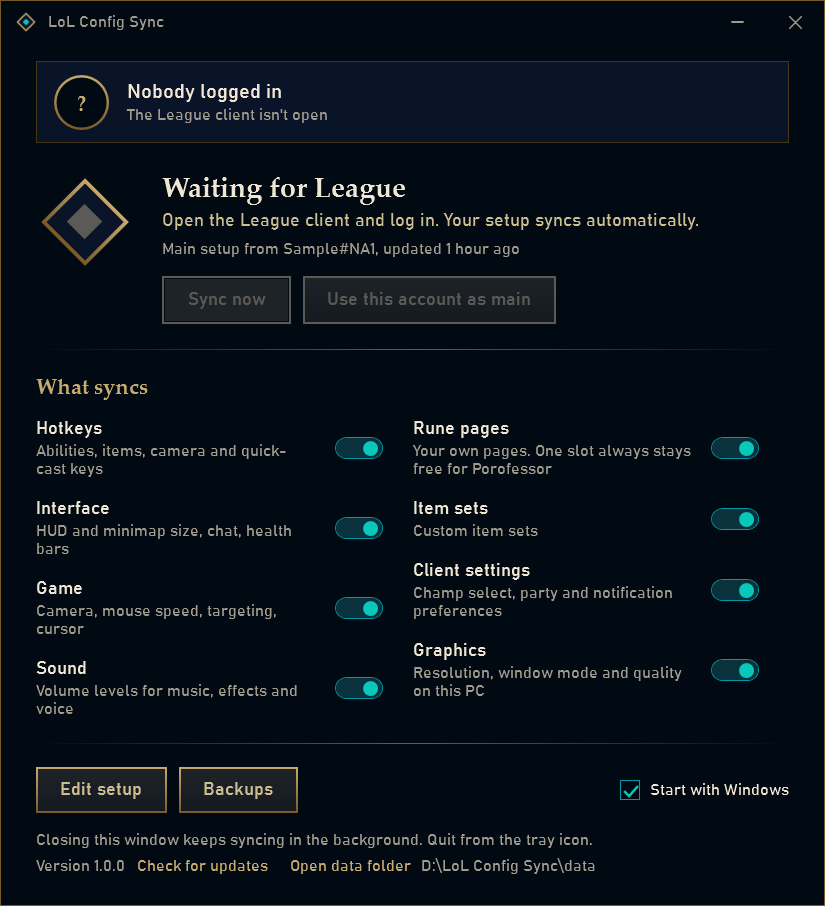 LoL Config Sync
?
Nobody logged in
The League client isn't open
Waiting for League
Open the League client and log in. Your setup syncs automatically.
Main setup from Sample#NA1, updated 1 hour ago
Sync now
Use this account as main
What syncs
Hotkeys
Abilities, items, camera and quick-
cast keys
Interface
HUD and minimap size, chat, health
bars
Game
Camera, mouse speed, targeting,
cursor
Sound
Volume levels for music, effects and
voice
Rune pages
Your own pages. One slot always stays
free for Porofessor
Item sets
Custom item sets
Client settings
Champ select, party and notification
preferences
Graphics
Resolution, window mode and quality
on this PC
Edit setup
Backups
Start with Windows
Closing this window keeps syncing in the background. Quit from the tray icon.
Version 1.0.0 Check for updates Open data folder D:\LoL Config Sync\data